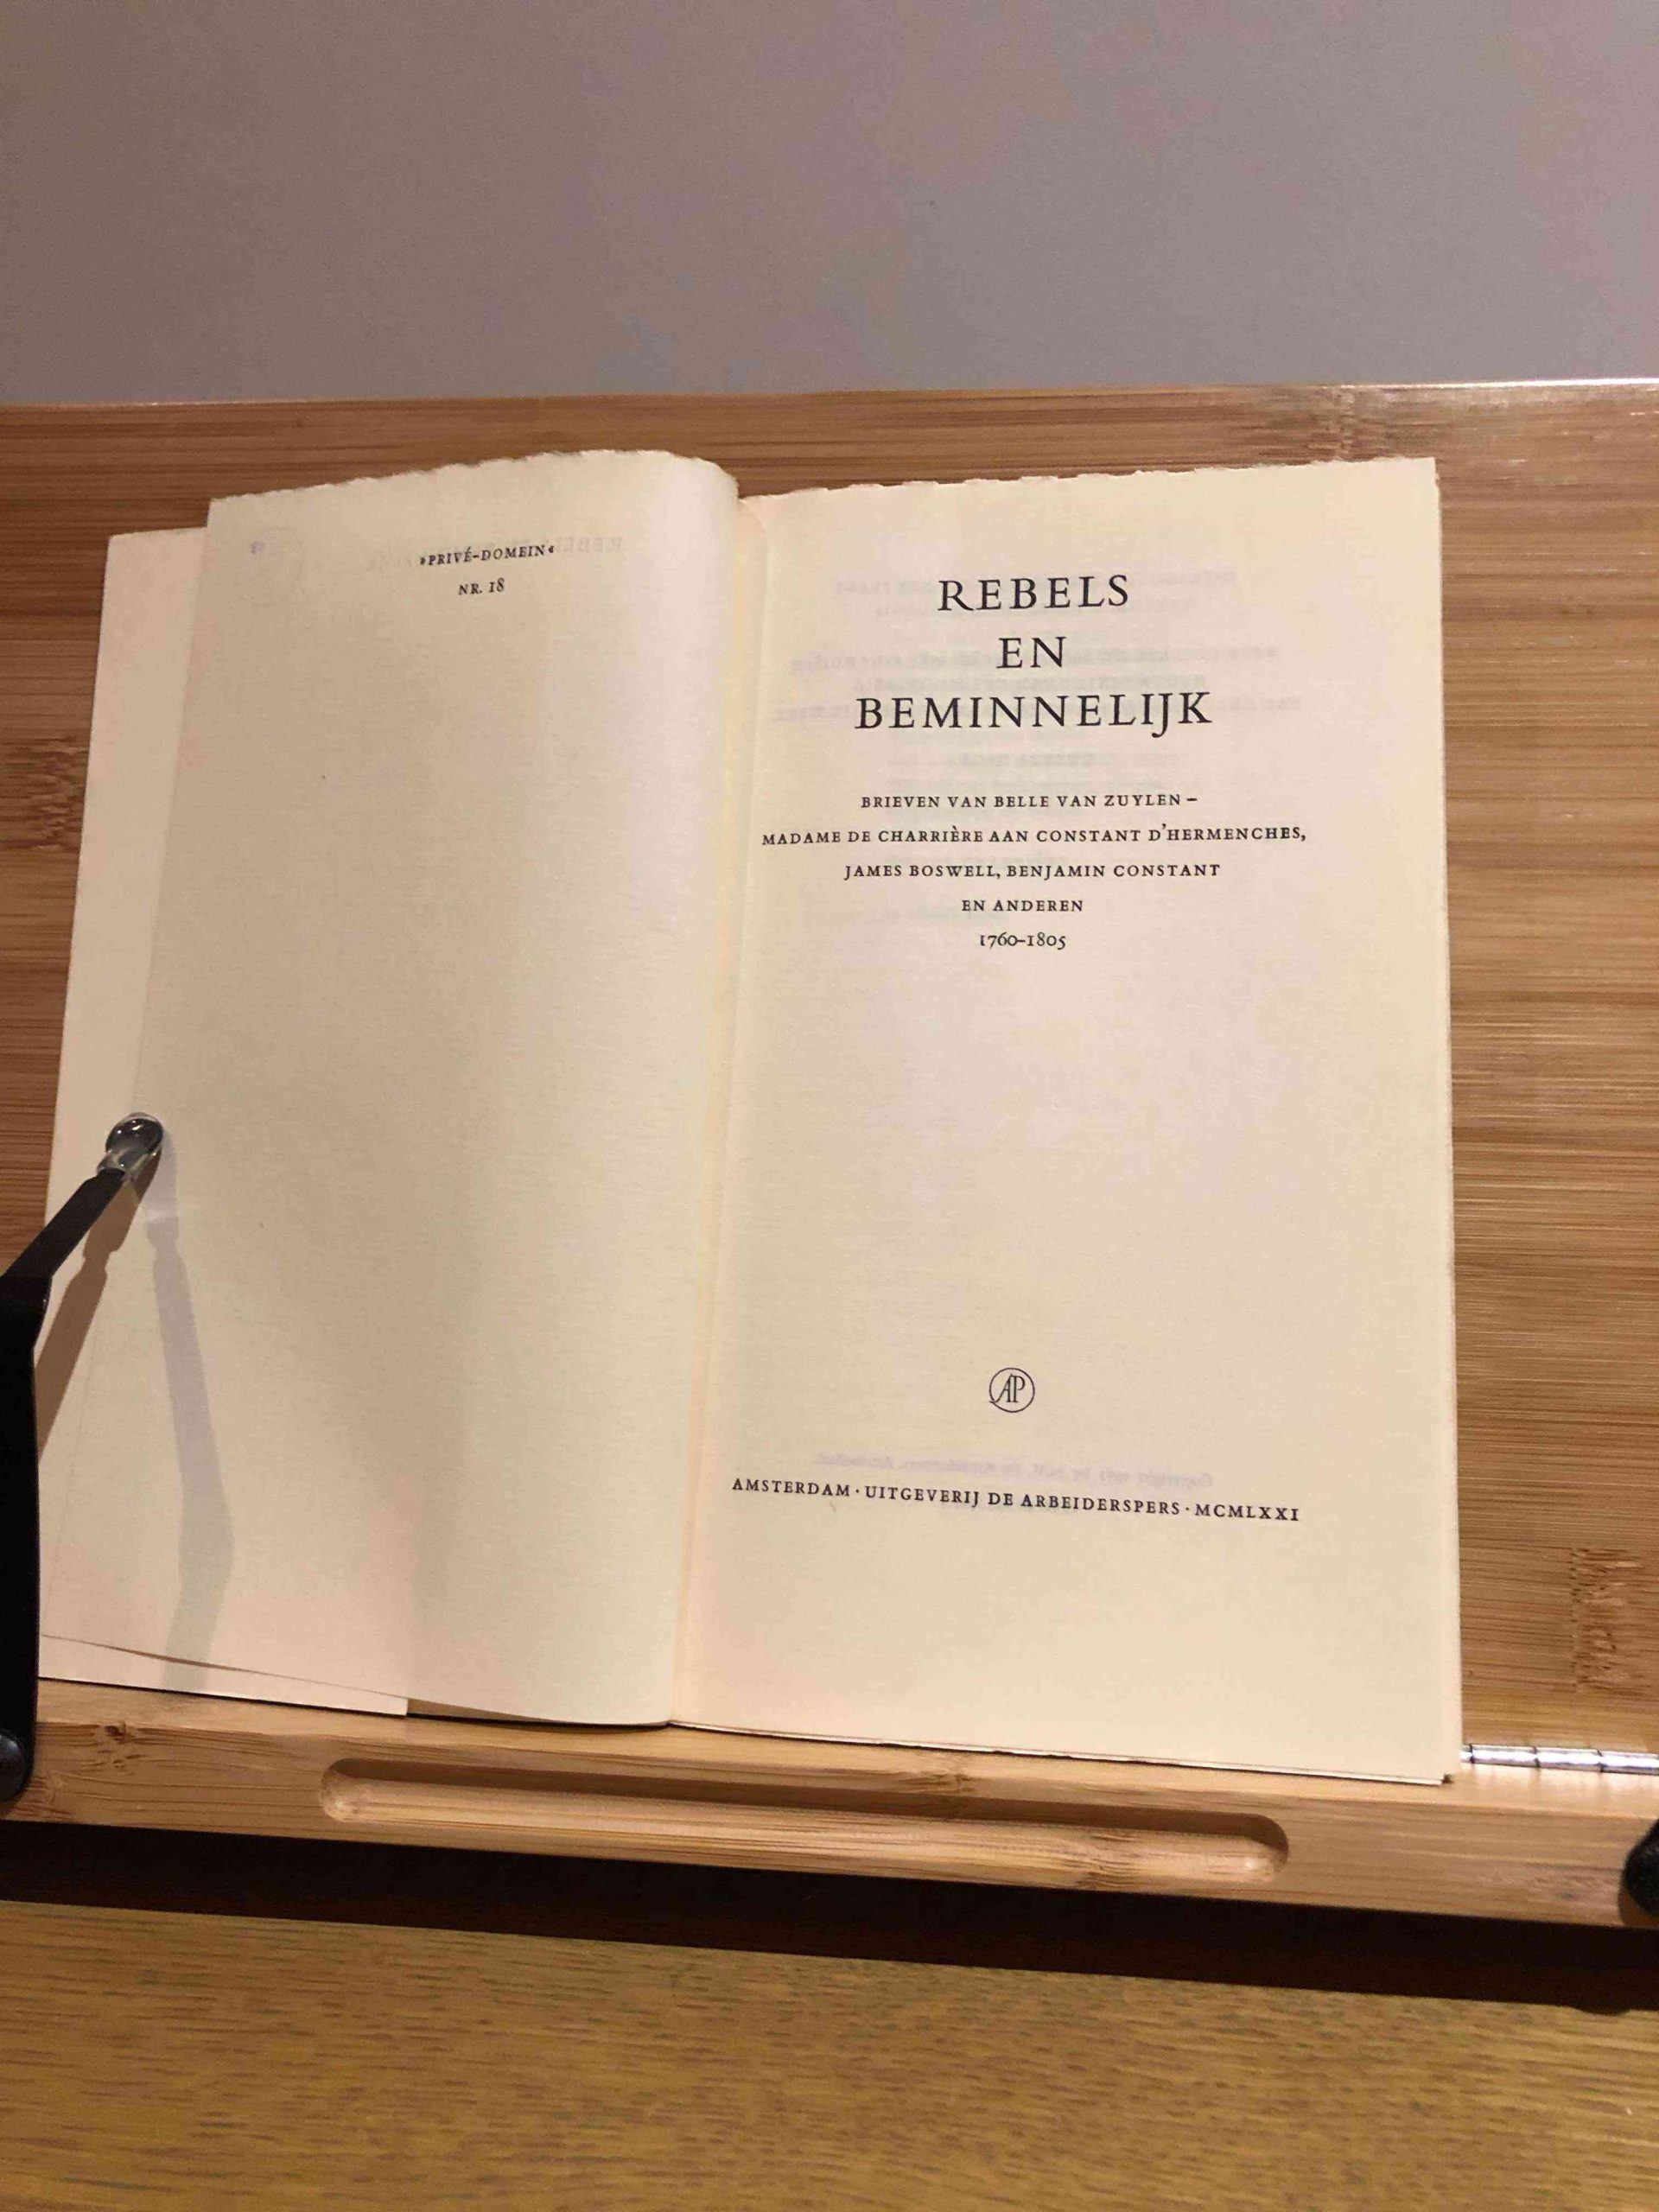 »PRIVÉ-DOMEIN«
NR. 18
REBELS
EN
BEMINNELIJK
BRIEVEN VAN BELLE VAN ZUYLEN –
MADAME DE CHARRIÈRE AAN CONSTANT D'HERMENCHES,
JAMES BOSWELL, BENJAMIN CONSTANT
EN ANDEREN
1760–1805
AP
AMSTERDAM · UITGEVERIJ DE ARBEIDERSPERS · MCMLXXI